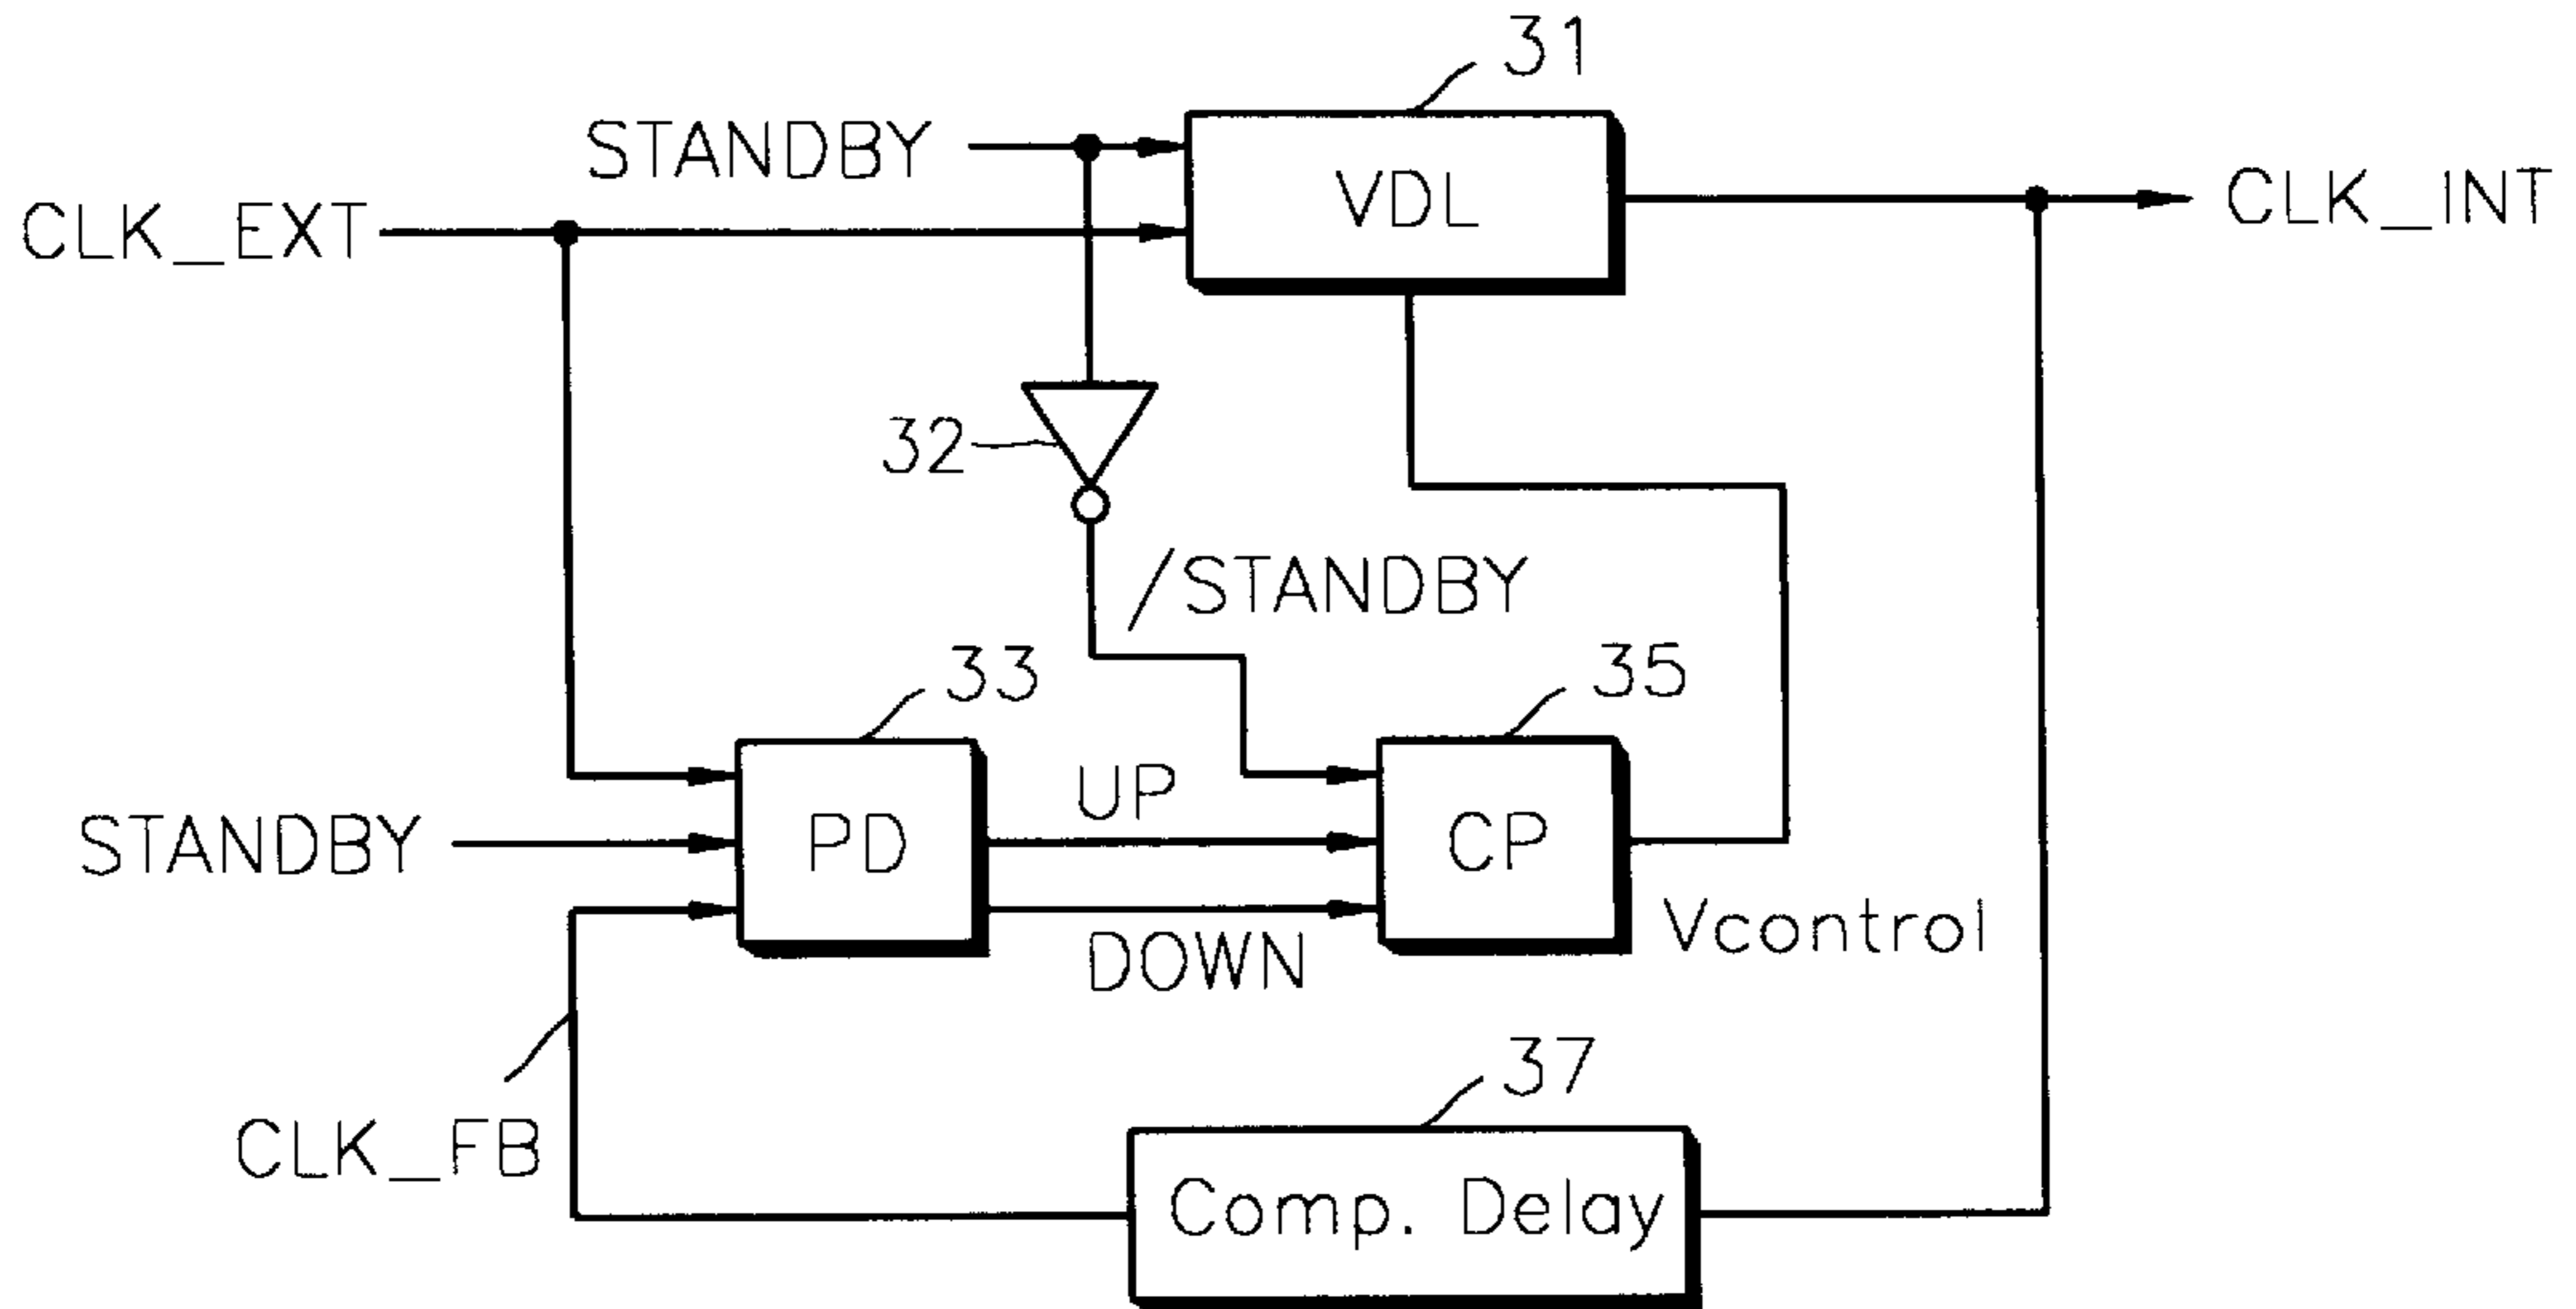 31
STANDBY
VDL
CLK_INT
CLK_EXT
32
/STANDBY
33
35
UP
STANDBY
PD
CP
Vcontrol
DOWN
37
CLK_FB
Comp. Delay